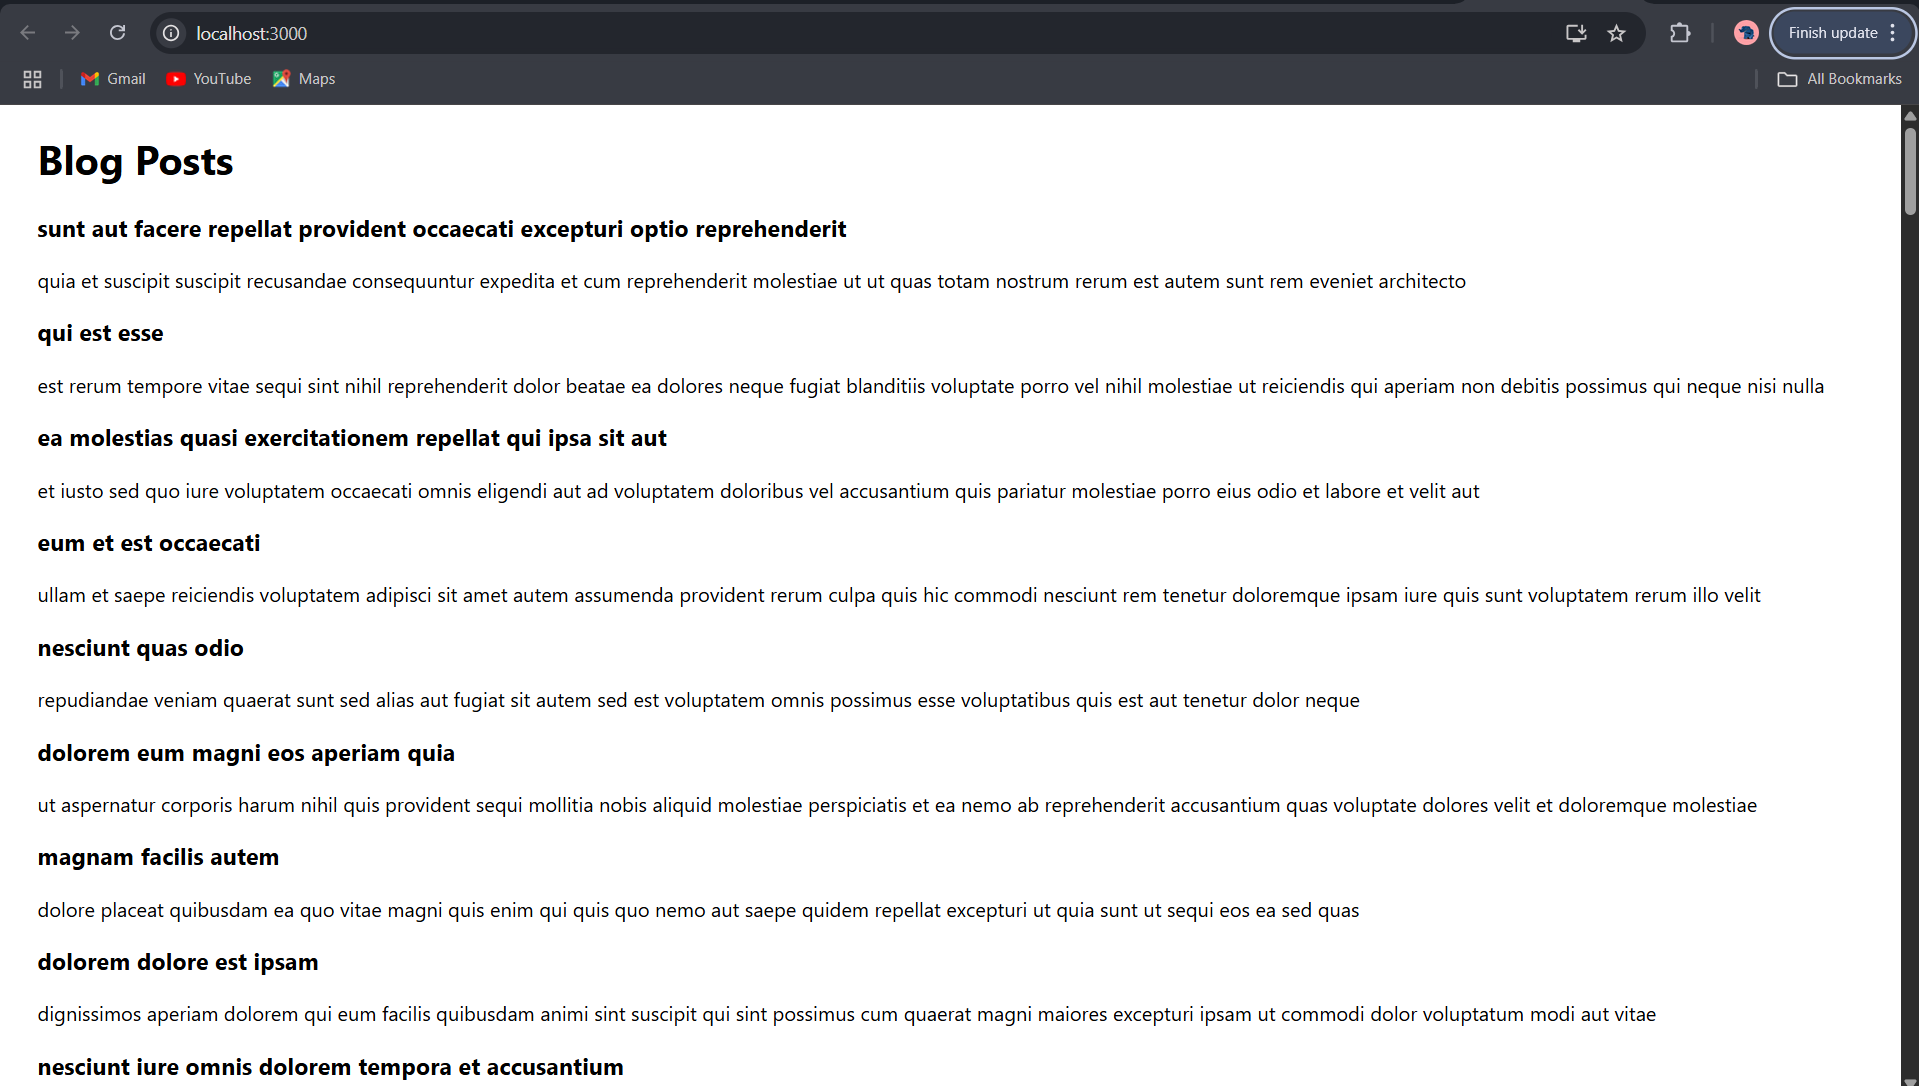 localhost:3000
Finish update
Gmail YouTube Maps All Bookmarks
Blog Posts
sunt aut facere repellat provident occaecati excepturi optio reprehenderit
quia et suscipit suscipit recusandae consequuntur expedita et cum reprehenderit molestiae ut ut quas totam nostrum rerum est autem sunt rem eveniet architecto
qui est esse
est rerum tempore vitae sequi sint nihil reprehenderit dolor beatae ea dolores neque fugiat blanditiis voluptate porro vel nihil molestiae ut reiciendis qui aperiam non debitis possimus qui neque nisi nulla
ea molestias quasi exercitationem repellat qui ipsa sit aut
et iusto sed quo iure voluptatem occaecati omnis eligendi aut ad voluptatem doloribus vel accusantium quis pariatur molestiae porro eius odio et labore et velit aut
eum et est occaecati
ullam et saepe reiciendis voluptatem adipisci sit amet autem assumenda provident rerum culpa quis hic commodi nesciunt rem tenetur doloremque ipsam iure quis sunt voluptatem rerum illo velit
nesciunt quas odio
repudiandae veniam quaerat sunt sed alias aut fugiat sit autem sed est voluptatem omnis possimus esse voluptatibus quis est aut tenetur dolor neque
dolorem eum magni eos aperiam quia
ut aspernatur corporis harum nihil quis provident sequi mollitia nobis aliquid molestiae perspiciatis et ea nemo ab reprehenderit accusantium quas voluptate dolores velit et doloremque molestiae
magnam facilis autem
dolore placeat quibusdam ea quo vitae magni quis enim qui quis quo nemo aut saepe quidem repellat excepturi ut quia sunt ut sequi eos ea sed quas
dolorem dolore est ipsam
dignissimos aperiam dolorem qui eum facilis quibusdam animi sint suscipit qui sint possimus cum quaerat magni maiores excepturi ipsam ut commodi dolor voluptatum modi aut vitae
nesciunt iure omnis dolorem tempora et accusantium